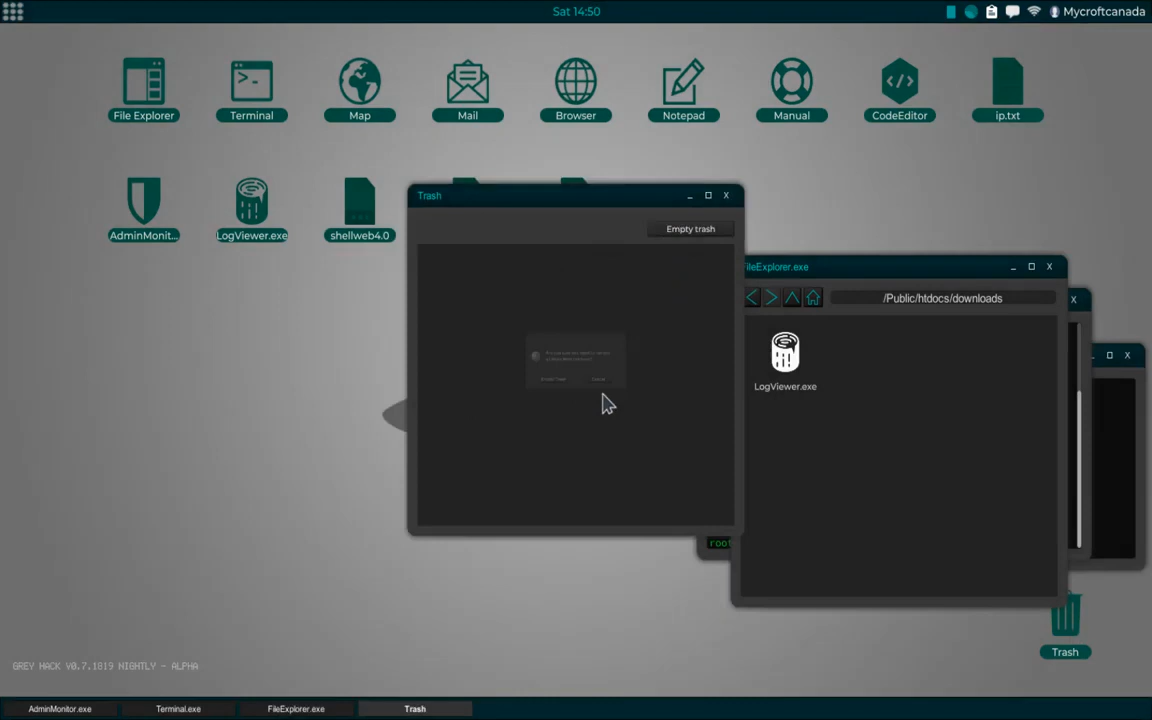 Sat 14:50
Mycroftcanada
File Explorer
Terminal
Map
Mail
Browser
Notepad
Manual
CodeEditor
ip.txt
AdminMonit...
LogViewer.exe
shellweb4.0
Trash
Empty trash
FileExplorer.exe
/Public/htdocs/downloads
LogViewer.exe
root
Trash
GREY HACK V0.7.1819 NIGHTLY - ALPHA
AdminMonitor.exe
Terminal.exe
FileExplorer.exe
Trash